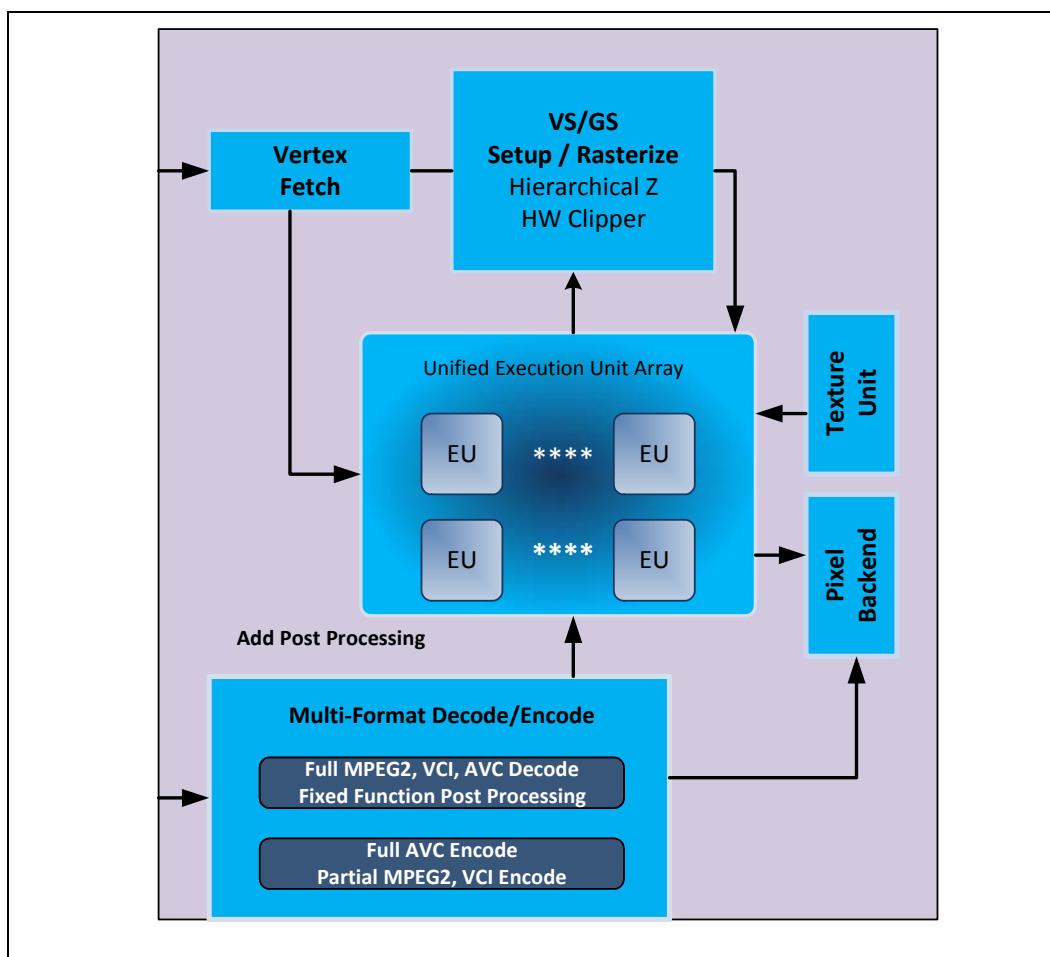 VS/GS
Setup / Rasterize
Hierarchical Z
HW Clipper
Vertex
Fetch
Unified Execution Unit Array
EU **** EU
EU **** EU
Texture
Unit
Pixel
Backend
Add Post Processing
Multi-Format Decode/Encode
Full MPEG2, VCI, AVC Decode
Fixed Function Post Processing
Full AVC Encode
Partial MPEG2, VCI Encode